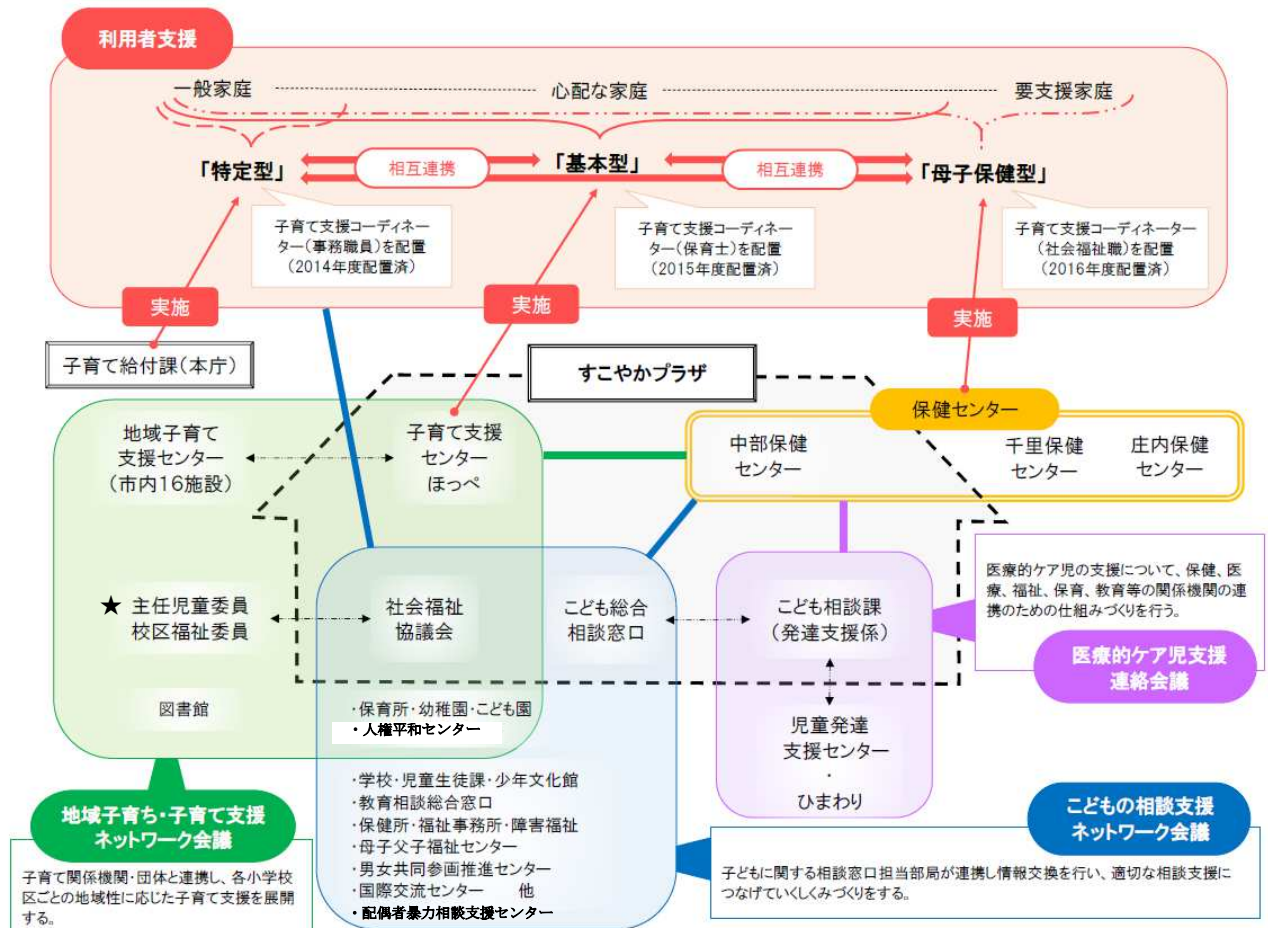 利用者支援
一般家庭
心配な家庭
要支援家庭
「特定型」
相互連携
「基本型」
相互連携
「母子保健型」
子育て支援コーディネー
ター(事務職員)を配置
(2014年度配置済)
子育て支援コーディネー
ター(保育士)を配置
(2015年度配置済)
子育て支援コーディネーター
(社会福祉職)を配置
(2016年度配置済)
実施
実施
実施
子育て給付課(本庁)
すこやかプラザ
保健センター
地域子育て
支援センター
(市内16施設)
子育て支援
センター
ほっぺ
中部保健
センター
千里保健
センター
庄内保健
センター
★ 主任児童委員
校区福祉委員
社会福祉
協議会
こども総合
相談窓口
こども相談課
(発達支援係)
医療的ケア児の支援について、保健、医
療、福祉、保育、教育等の関係機関の連
携のための仕組みづくりを行う。
医療的ケア児支援
連絡会議
図書館
・保育所・幼稚園・こども園
・人権平和センター
児童発達
支援センター
・
ひまわり
・学校・児童生徒課・少年文化館
・教育相談総合窓口
・保健所・福祉事務所・障害福祉
・母子父子福祉センター
・男女共同参画推進センター
・国際交流センター 他
・配偶者暴力相談支援センター
地域子育ち・子育て支援
ネットワーク会議
子育て関係機関・団体と連携し、各小学校
区ごとの地域性に応じた子育て支援を展開
する。
こどもの相談支援
ネットワーク会議
子どもに関する相談窓口担当部局が連携し情報交換を行い、適切な相談支援に
つなげていくしくみづくりをする。